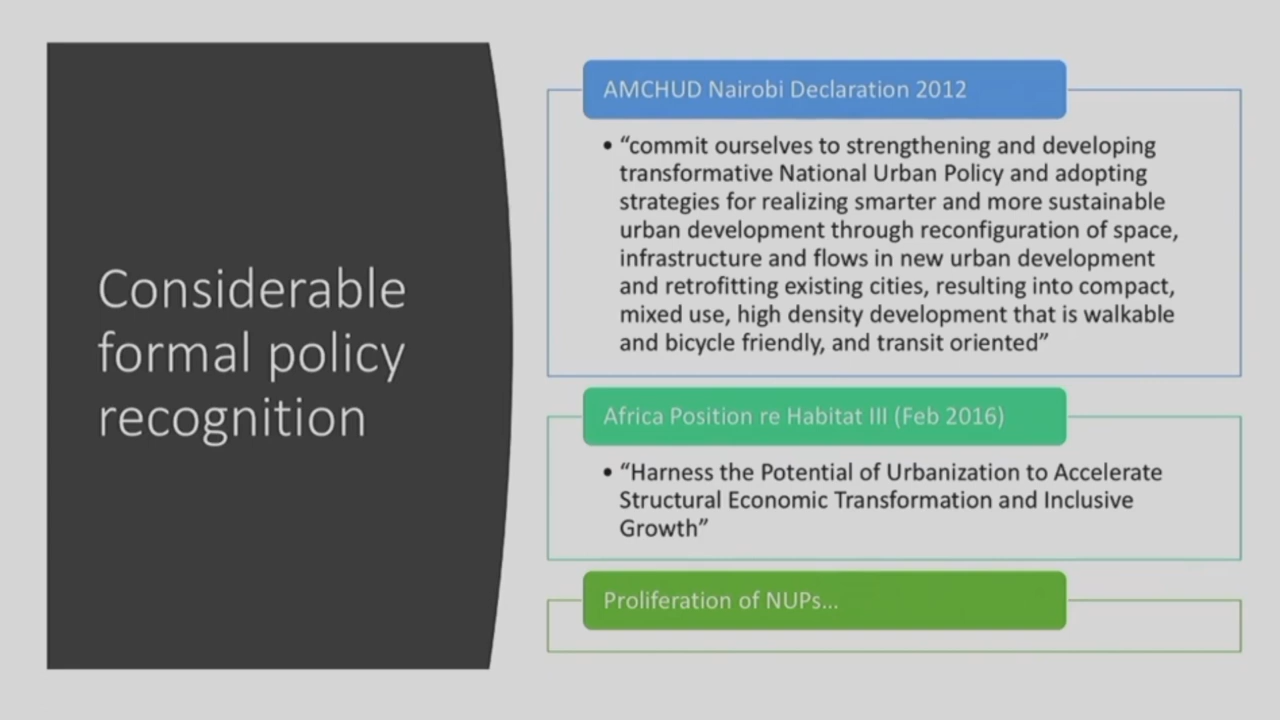 Considerable
formal policy
recognition
AMCHUD Nairobi Declaration 2012
• “commit ourselves to strengthening and developing
transformative National Urban Policy and adopting
strategies for realizing smarter and more sustainable
urban development through reconfiguration of space,
infrastructure and flows in new urban development
and retrofitting existing cities, resulting into compact,
mixed use, high density development that is walkable
and bicycle friendly, and transit oriented”
Africa Position re Habitat III (Feb 2016)
• “Harness the Potential of Urbanization to Accelerate
Structural Economic Transformation and Inclusive
Growth”
Proliferation of NUPs...